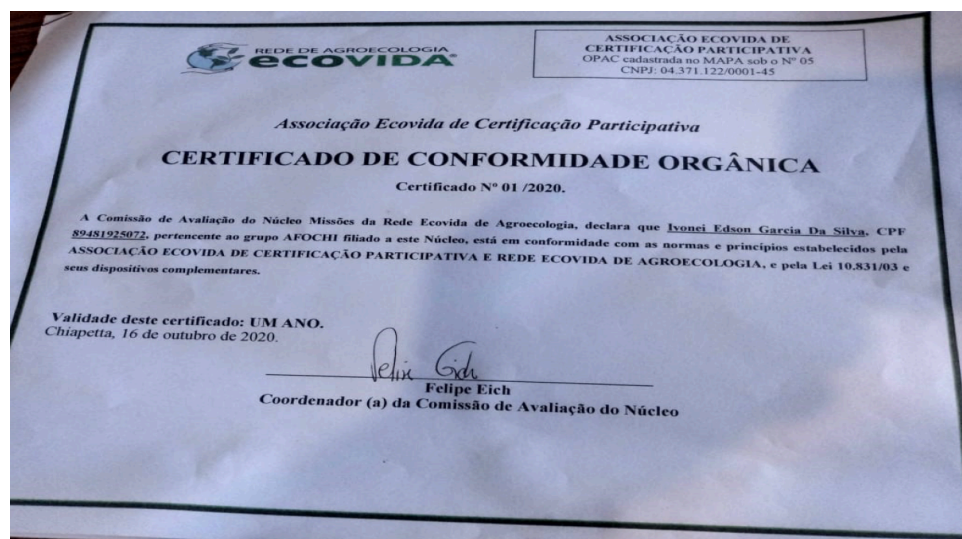 REDE DE AGROECOLOGIA
ecovida
ASSOCIAÇÃO ECOVIDA DE
CERTIFICAÇÃO PARTICIPATIVA
OPAC cadastrada no MAPA sob o Nº 05
CNPJ: 04.371.122/0001-45
Associação Ecovida de Certificação Participativa
CERTIFICADO DE CONFORMIDADE ORGÂNICA
Certificado Nº 01 /2020.
A Comissão de Avaliação do Núcleo Missões da Rede Ecovida de Agroecologia, declara que Ivonei Edson Garcia Da Silva, CPF
89481925072, pertencente ao grupo AFOCHI filiado a este Núcleo, está em conformidade com as normas e princípios estabelecidos pela
ASSOCIAÇÃO ECOVIDA DE CERTIFICAÇÃO PARTICIPATIVA E REDE ECOVIDA DE AGROECOLOGIA, e pela Lei 10.831/03 e
seus dispositivos complementares.
Validade deste certificado: UM ANO.
Chiapetta, 16 de outubro de 2020.
Felipe Eich
Felipe Eich
Coordenador (a) da Comissão de Avaliação do Núcleo